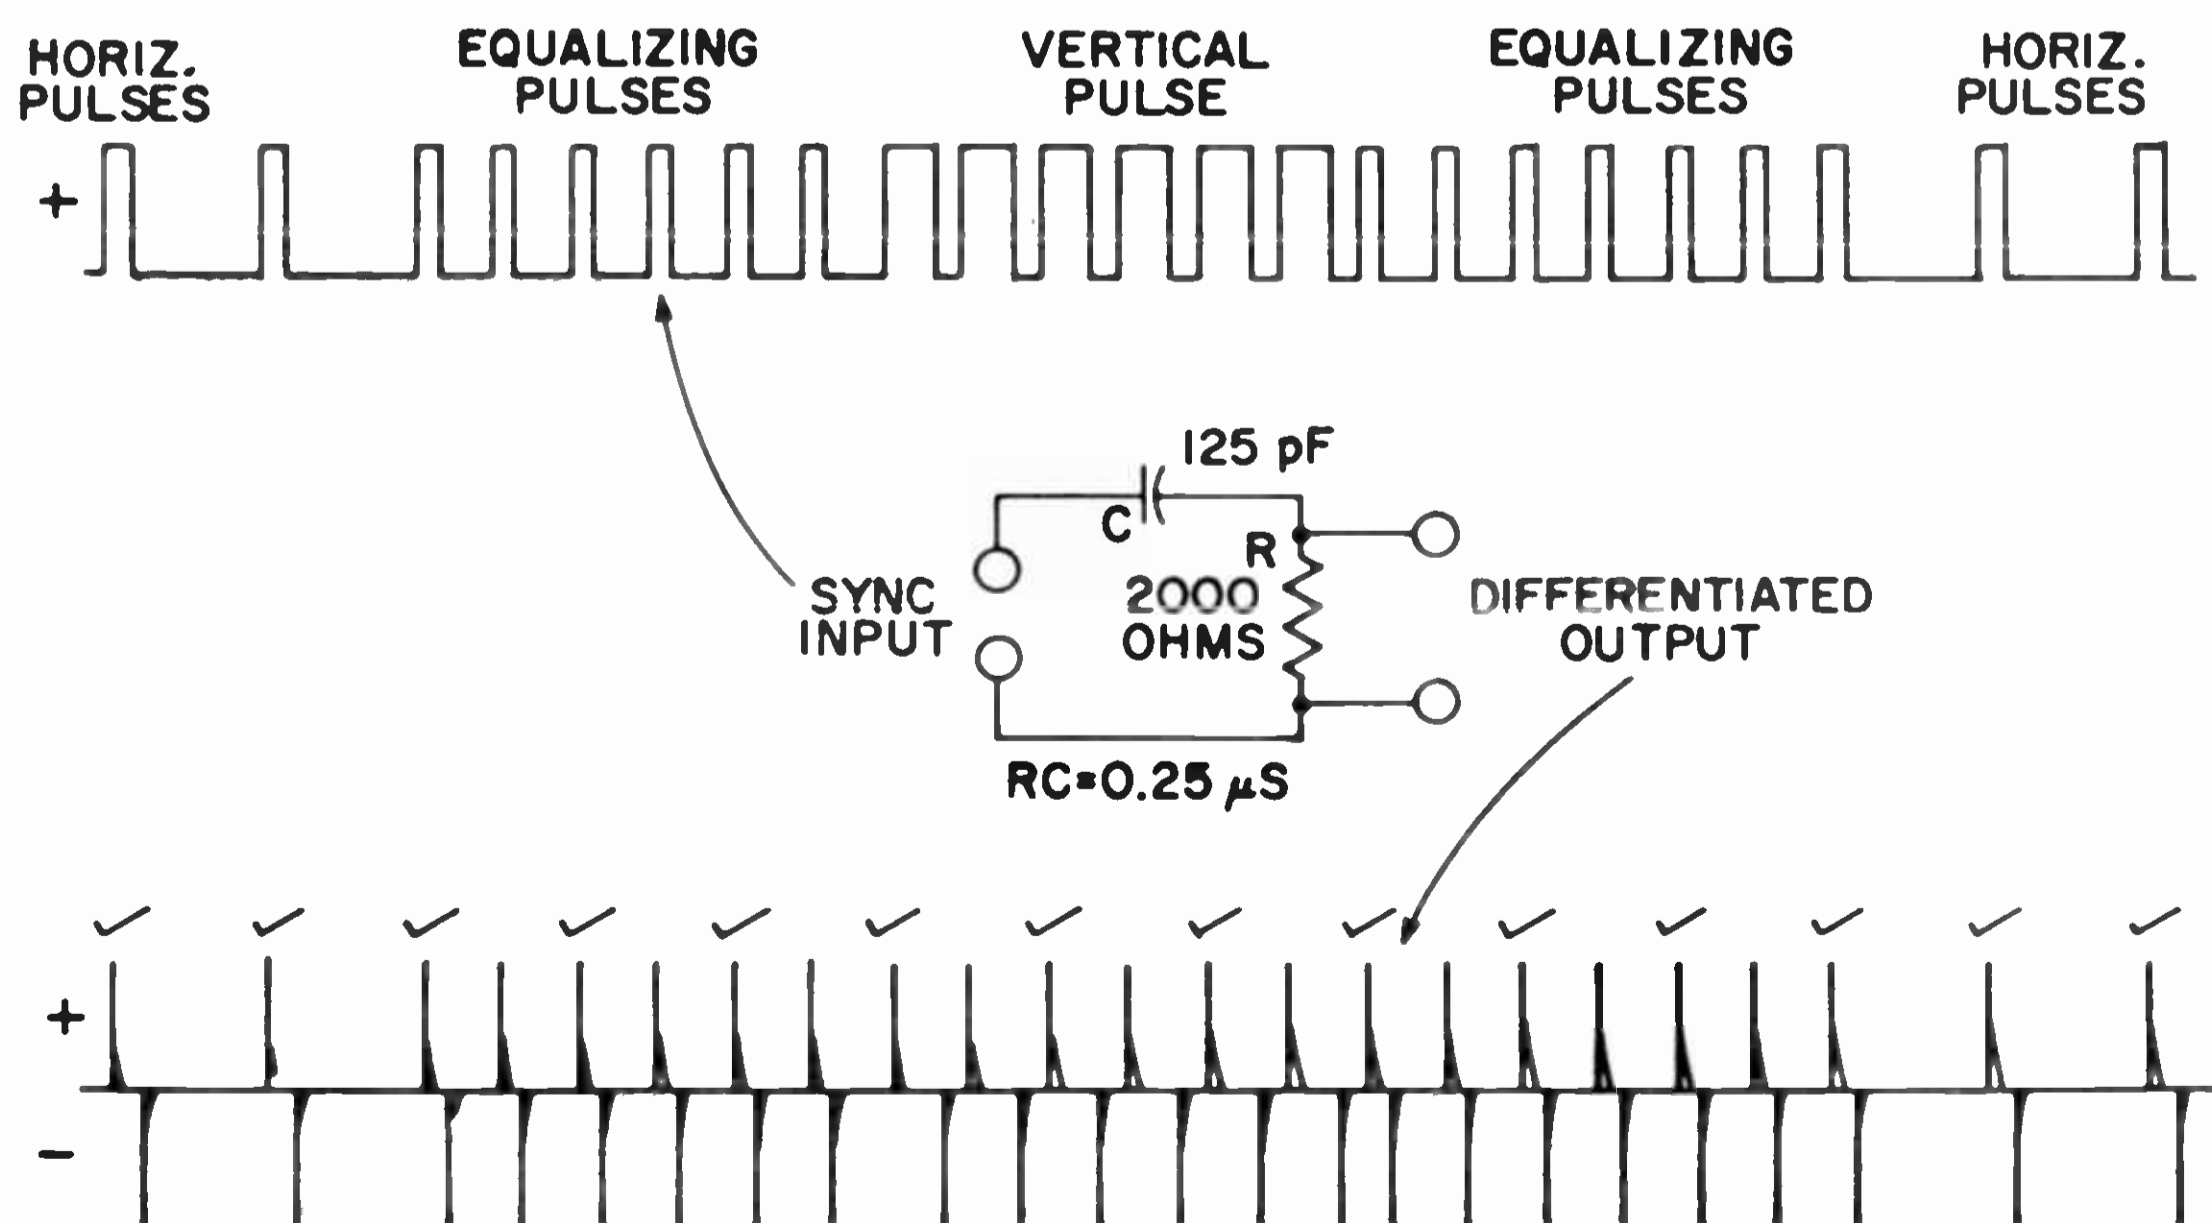 HORIZ.
PULSES
EQUALIZING
PULSES
VERTICAL
PULSE
EQUALIZING
PULSES
HORIZ.
PULSES
+
125 pF
C
R
2000
OHMS
SYNC
INPUT
DIFFERENTIATED
OUTPUT
RC=0.25 μS
+
−